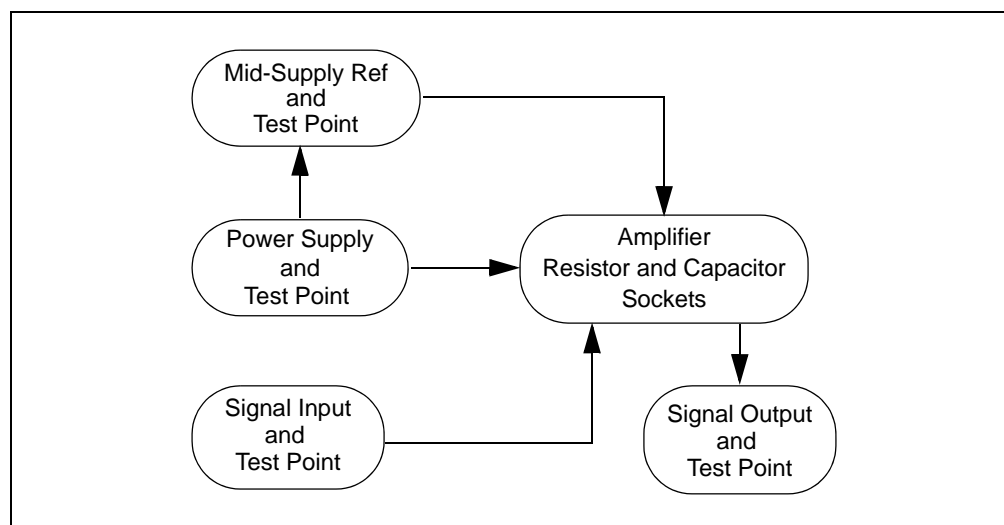 Mid-Supply Ref
and
Test Point
Power Supply
and
Test Point
Amplifier
Resistor and Capacitor
Sockets
Signal Input
and
Test Point
Signal Output
and
Test Point